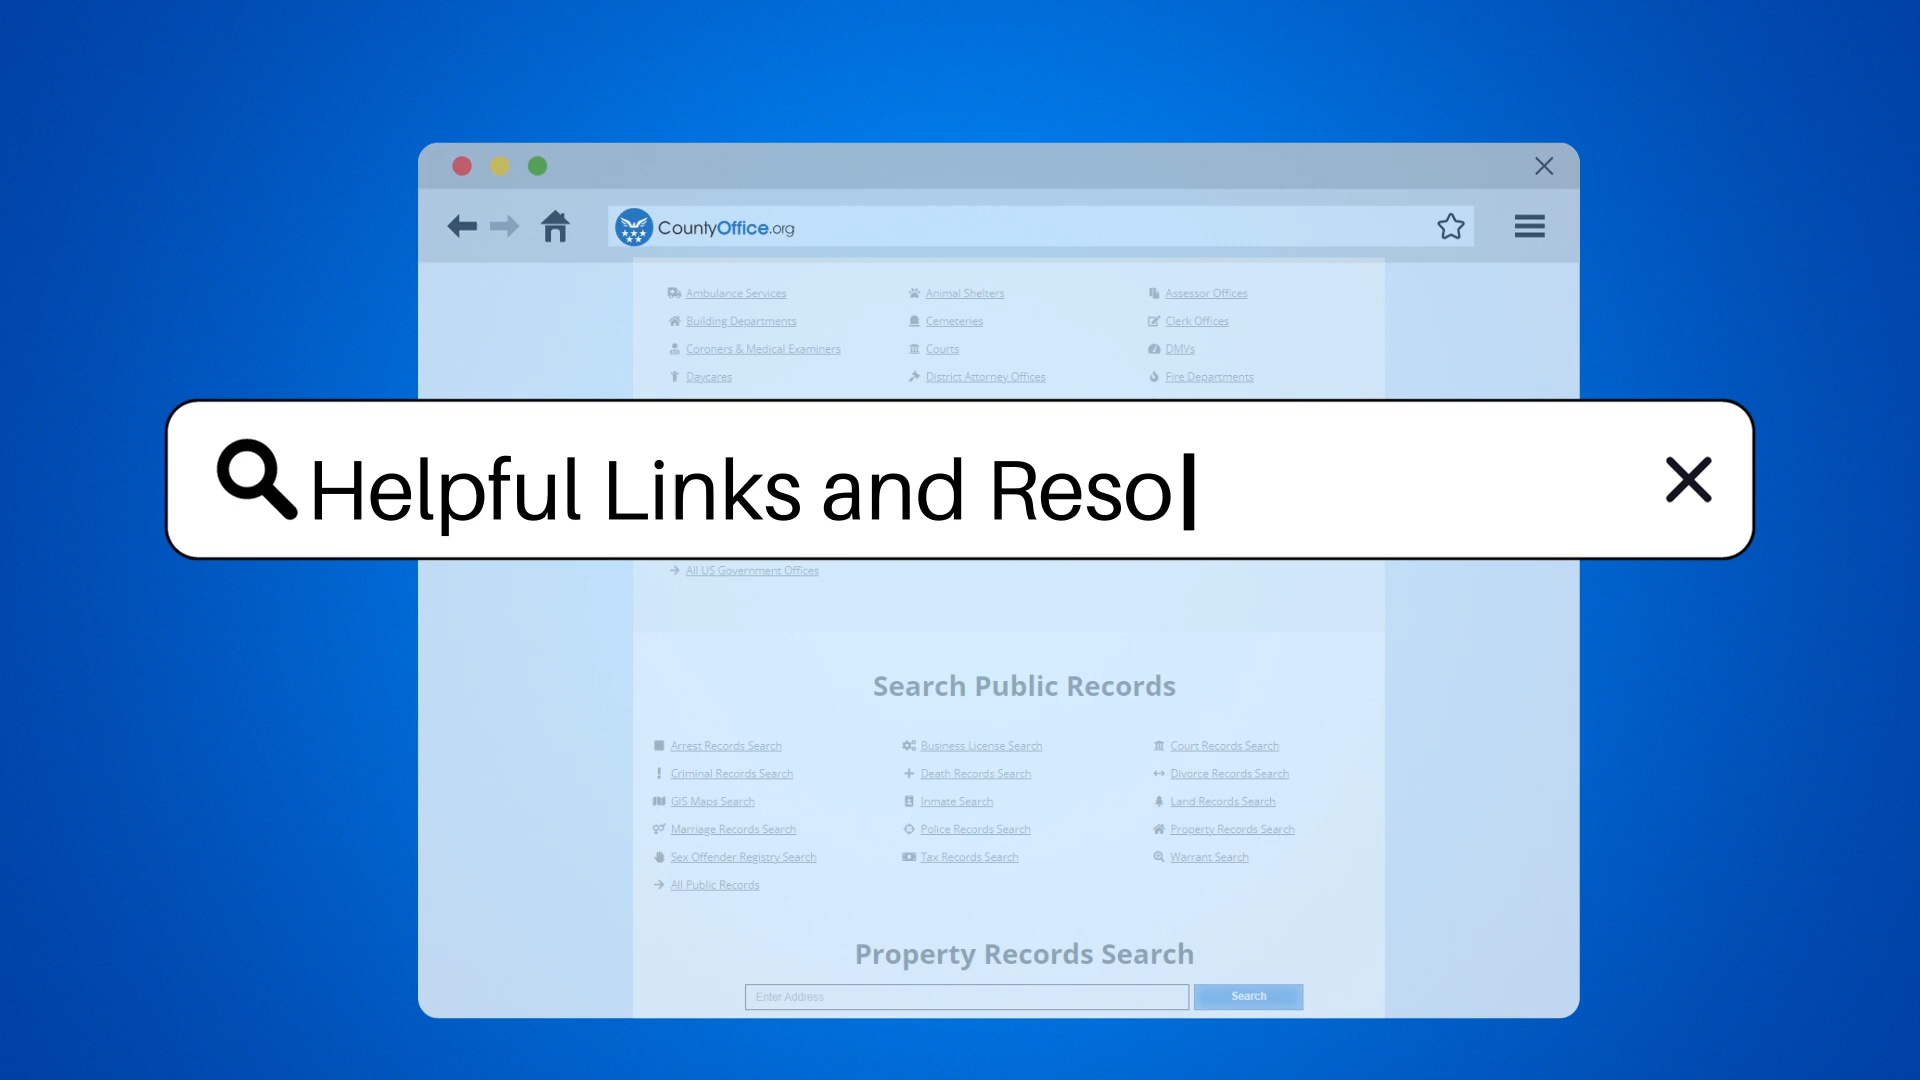 CountyOffice.org
Ambulance Services Animal Shelters Assessor Offices
Building Departments Cemeteries Clerk Offices
Coroners & Medical Examiners Courts DMVs
Daycares District Attorney Offices Fire Departments
Helpful Links and Reso
All US Government Offices
Search Public Records
Arrest Records Search Business License Search Court Records Search
Criminal Records Search Death Records Search Divorce Records Search
GIS Maps Search Inmate Search Land Records Search
Marriage Records Search Police Records Search Property Records Search
Sex Offender Registry Search Tax Records Search Warrant Search
All Public Records
Property Records Search
Enter Address Search